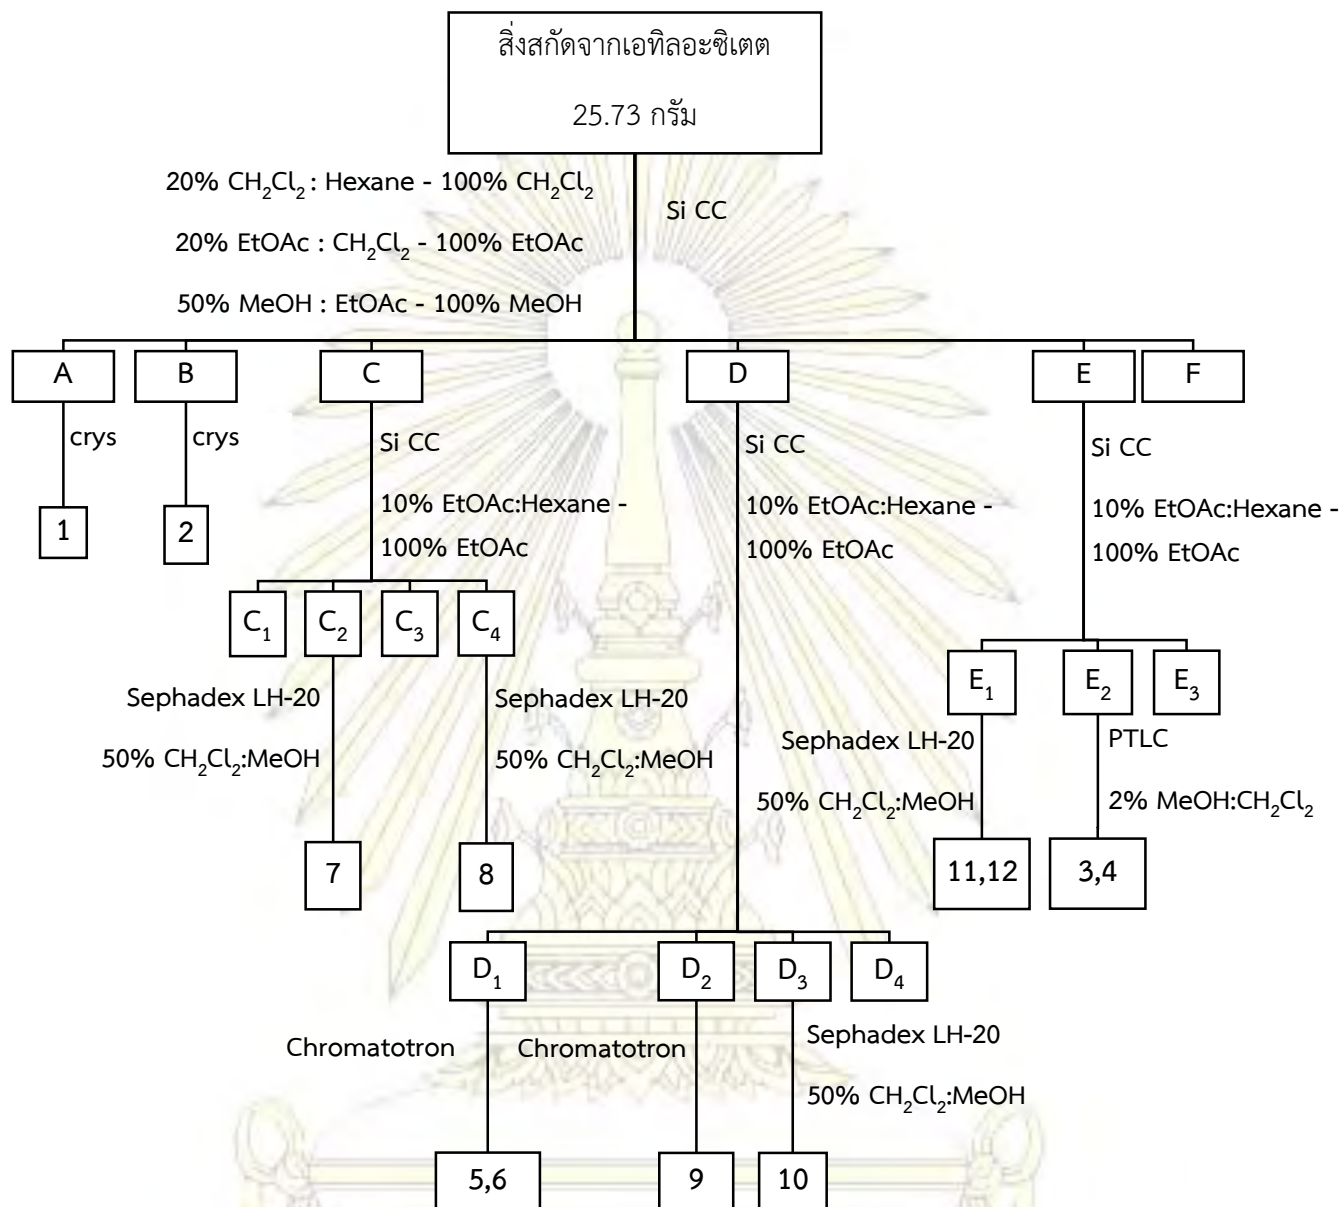 สิ่งสกัดจากเอทิลอะซิเตต
25.73 กรัม
20% CH₂Cl₂ : Hexane - 100% CH₂Cl₂
Si CC
20% EtOAc : CH₂Cl₂ - 100% EtOAc
50% MeOH : EtOAc - 100% MeOH
A
B
C
D
E
F
crys
crys
Si CC
Si CC
Si CC
10% EtOAc:Hexane -
100% EtOAc
10% EtOAc:Hexane -
100% EtOAc
10% EtOAc:Hexane -
100% EtOAc
1
2
C₁
C₂
C₃
C₄
E₁
E₂
E₃
Sephadex LH-20
50% CH₂Cl₂:MeOH
Sephadex LH-20
50% CH₂Cl₂:MeOH
Sephadex LH-20
50% CH₂Cl₂:MeOH
PTLC
2% MeOH:CH₂Cl₂
7
8
11,12
3,4
D₁
D₂
D₃
D₄
Chromatotron
Chromatotron
Sephadex LH-20
50% CH₂Cl₂:MeOH
5,6
9
10